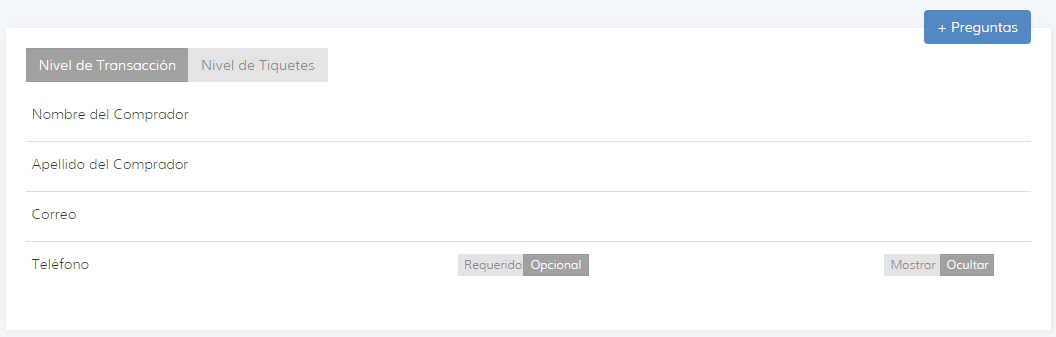 + Preguntas
Nivel de Transacción Nivel de Tiquetes
Nombre del Comprador
Apellido del Comprador
Correo
Teléfono Requerido Opcional Mostrar Ocultar